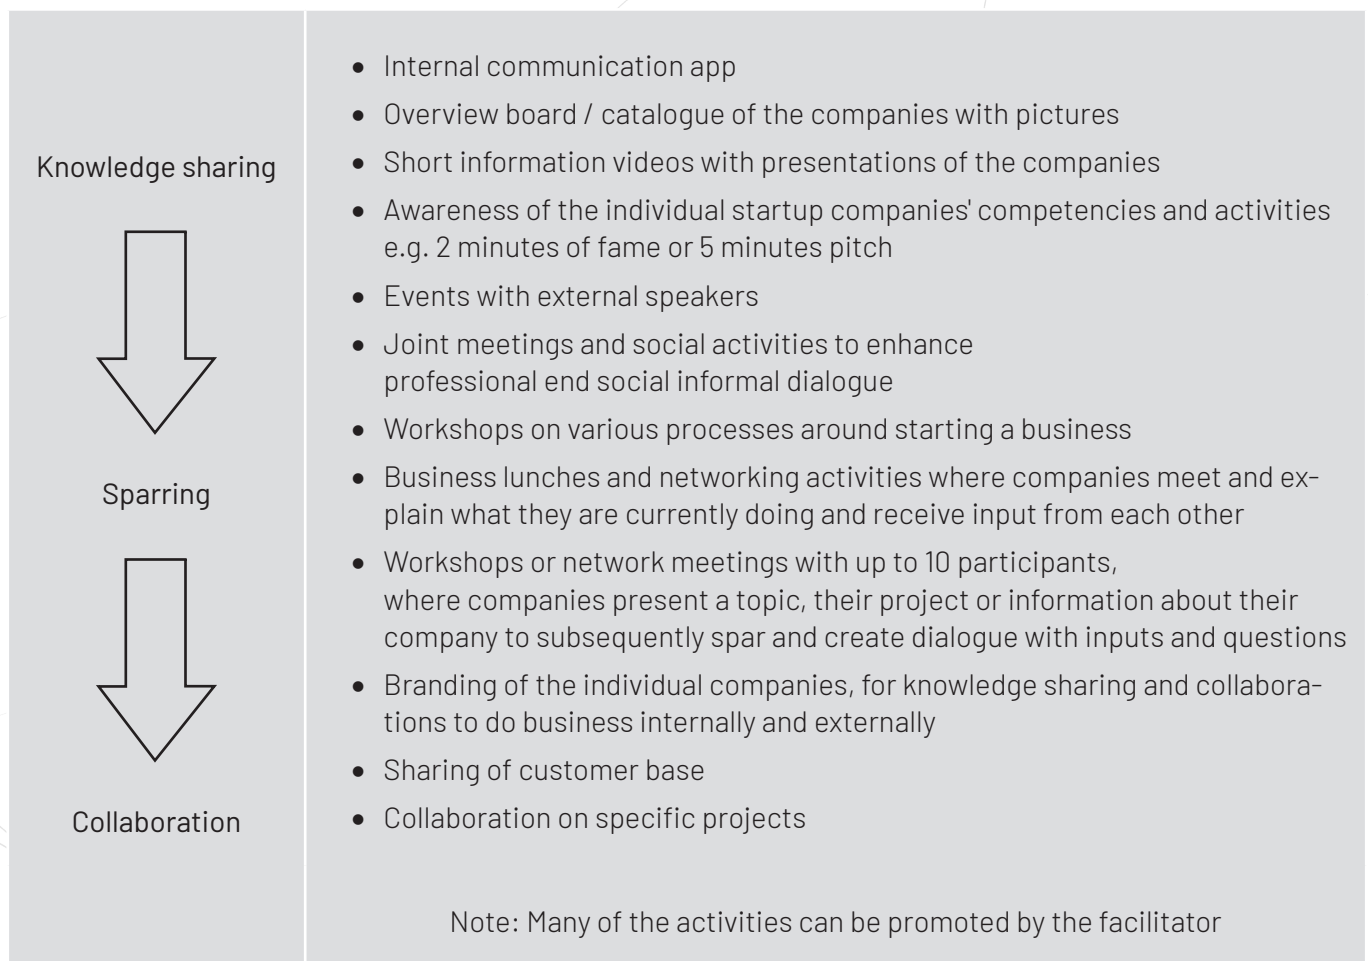 Knowledge sharing
Sparring
Collaboration
• Internal communication app
• Overview board / catalogue of the companies with pictures
• Short information videos with presentations of the companies
• Awareness of the individual startup companies' competencies and activities
e.g. 2 minutes of fame or 5 minutes pitch
• Events with external speakers
• Joint meetings and social activities to enhance
professional end social informal dialogue
• Workshops on various processes around starting a business
• Business lunches and networking activities where companies meet and ex-
plain what they are currently doing and receive input from each other
• Workshops or network meetings with up to 10 participants,
where companies present a topic, their project or information about their
company to subsequently spar and create dialogue with inputs and questions
• Branding of the individual companies, for knowledge sharing and collabora-
tions to do business internally and externally
• Sharing of customer base
• Collaboration on specific projects
Note: Many of the activities can be promoted by the facilitator